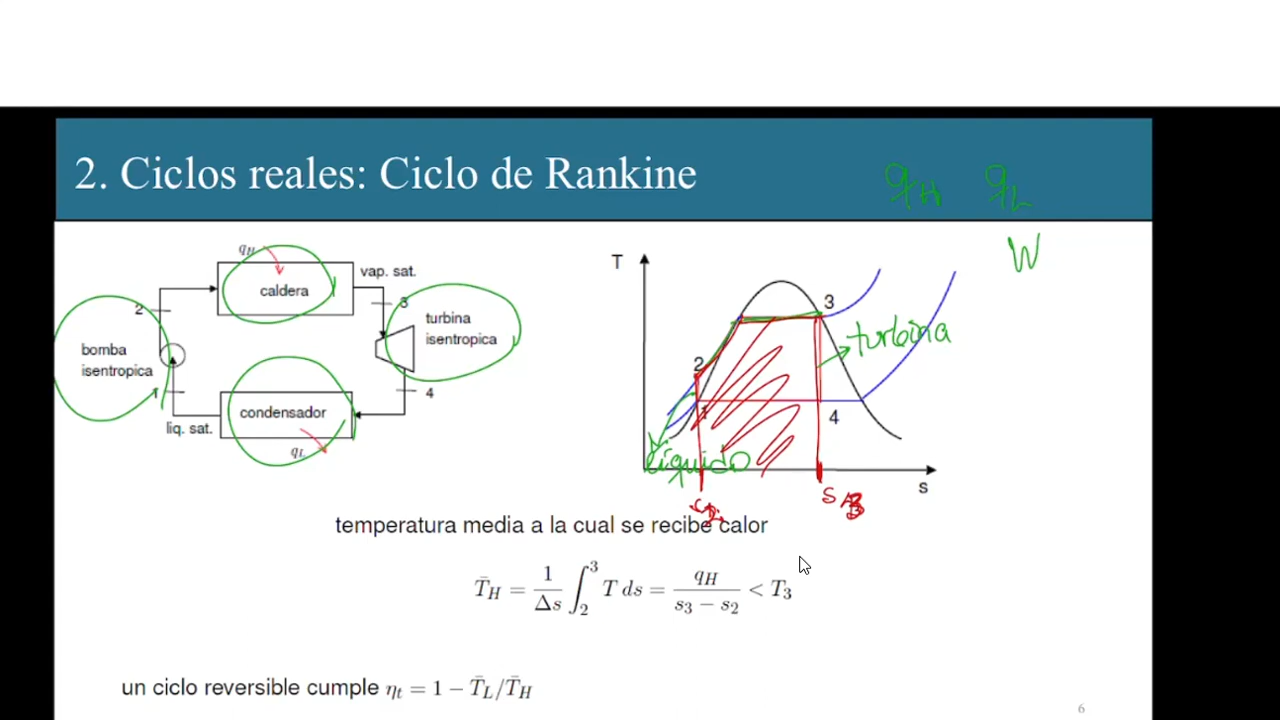 2. Ciclos reales: Ciclo de Rankine
qH qL
W
qH
caldera
vap. sat.
2
3
turbina
isentropica
bomba
isentropica
1
4
condensador
liq. sat.
qL
T
3
turbina
2
1
4
líquido
s
temperatura media a la cual se recibe calor
T̄H = 1/Δs ∫₂³ T ds = qH/(s3 − s2) < T3
un ciclo reversible cumple ηt = 1 − T̄L/T̄H
6